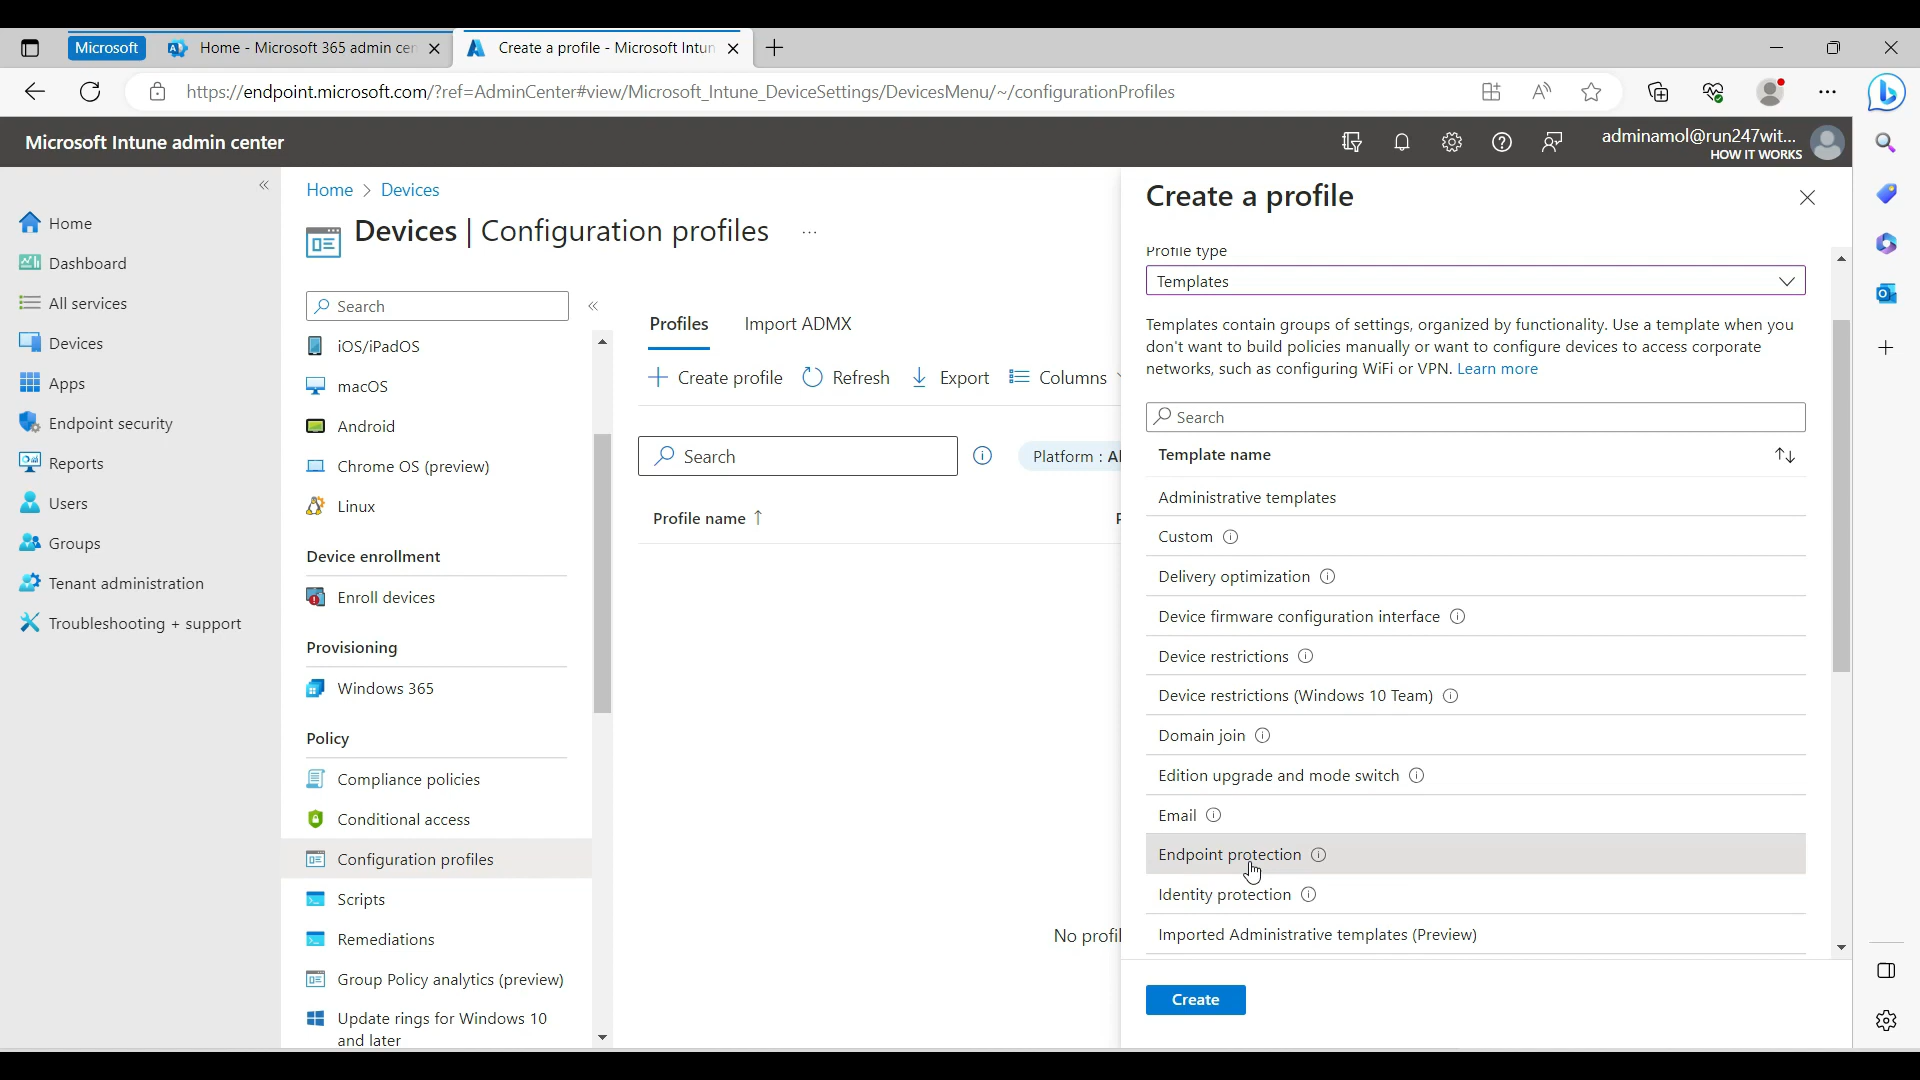 Microsoft
Home - Microsoft 365 admin cen
Create a profile - Microsoft Intun
https://endpoint.microsoft.com/?ref=AdminCenter#view/Microsoft_Intune_DeviceSettings/DevicesMenu/~/configurationProfiles
Microsoft Intune admin center
adminamol@run247wit...
HOW IT WORKS
Home
Dashboard
All services
Devices
Apps
Endpoint security
Reports
Users
Groups
Tenant administration
Troubleshooting + support
Home > Devices
Devices | Configuration profiles
...
Search
iOS/iPadOS
macOS
Android
Chrome OS (preview)
Linux
Device enrollment
Enroll devices
Provisioning
Windows 365
Policy
Compliance policies
Conditional access
Configuration profiles
Scripts
Remediations
Group Policy analytics (preview)
Update rings for Windows 10
and later
Profiles
Import ADMX
Create profile
Refresh
Export
Columns
Search
Platform : Al
Profile name ↑
P
No profil
Create a profile
Profile type
Templates
Templates contain groups of settings, organized by functionality. Use a template when you
don't want to build policies manually or want to configure devices to access corporate
networks, such as configuring WiFi or VPN. Learn more
Search
Template name
Administrative templates
Custom
Delivery optimization
Device firmware configuration interface
Device restrictions
Device restrictions (Windows 10 Team)
Domain join
Edition upgrade and mode switch
Email
Endpoint protection
Identity protection
Imported Administrative templates (Preview)
Create